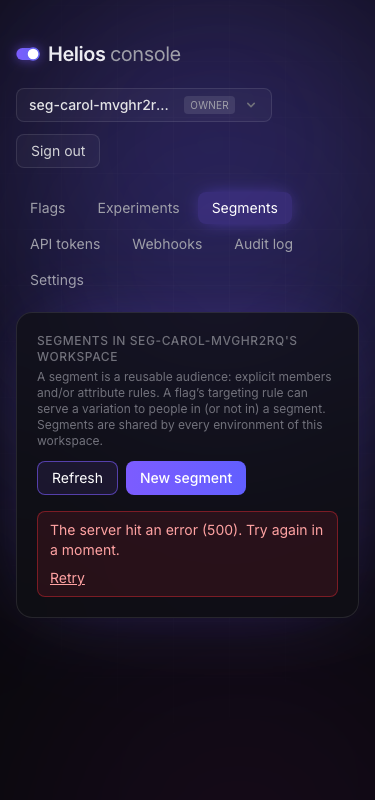 Helios console
seg-carol-mvghr2r... OWNER
Sign out
Flags Experiments Segments
API tokens Webhooks Audit log
Settings
SEGMENTS IN SEG-CAROL-MVGHR2RQ'S
WORKSPACE
A segment is a reusable audience: explicit members
and/or attribute rules. A flag’s targeting rule can
serve a variation to people in (or not in) a segment.
Segments are shared by every environment of this
workspace.
Refresh New segment
The server hit an error (500). Try again in
a moment.
Retry